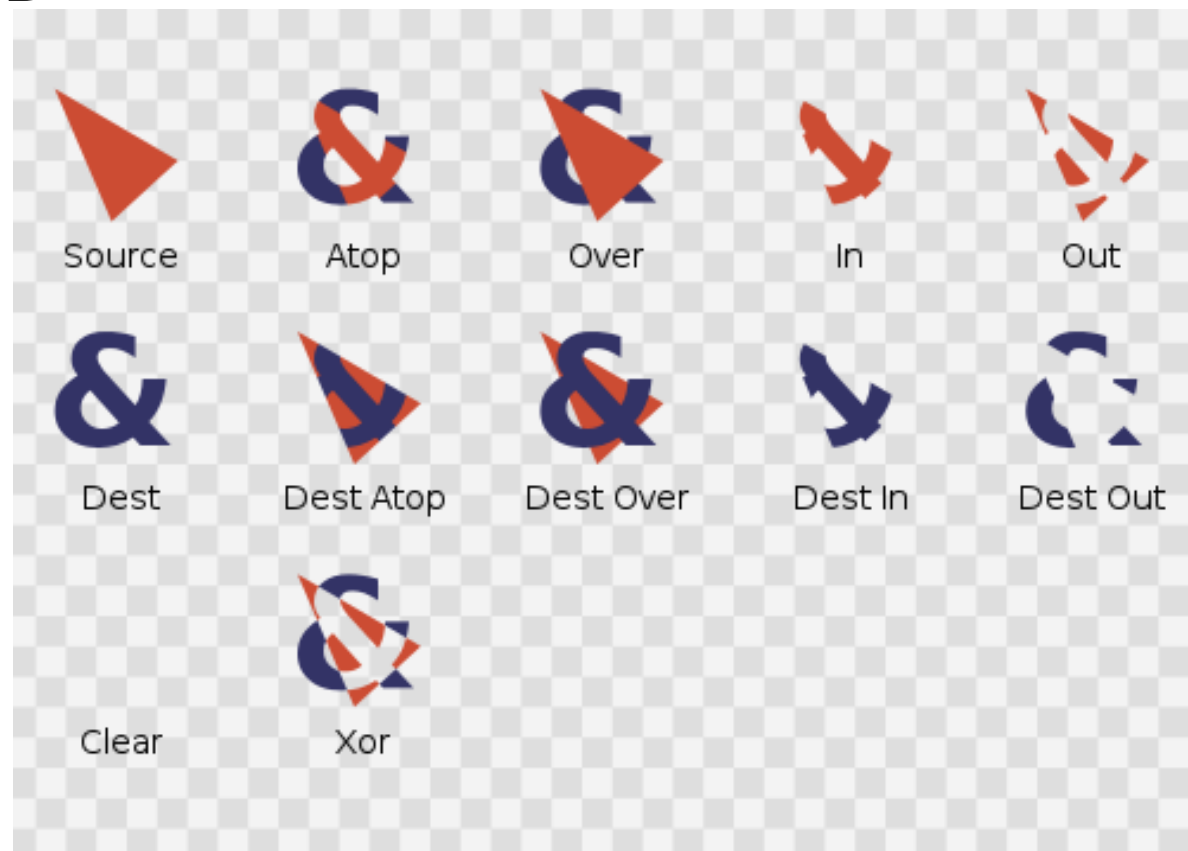 Source Atop Over In Out
Dest Dest Atop Dest Over Dest In Dest Out
Clear Xor